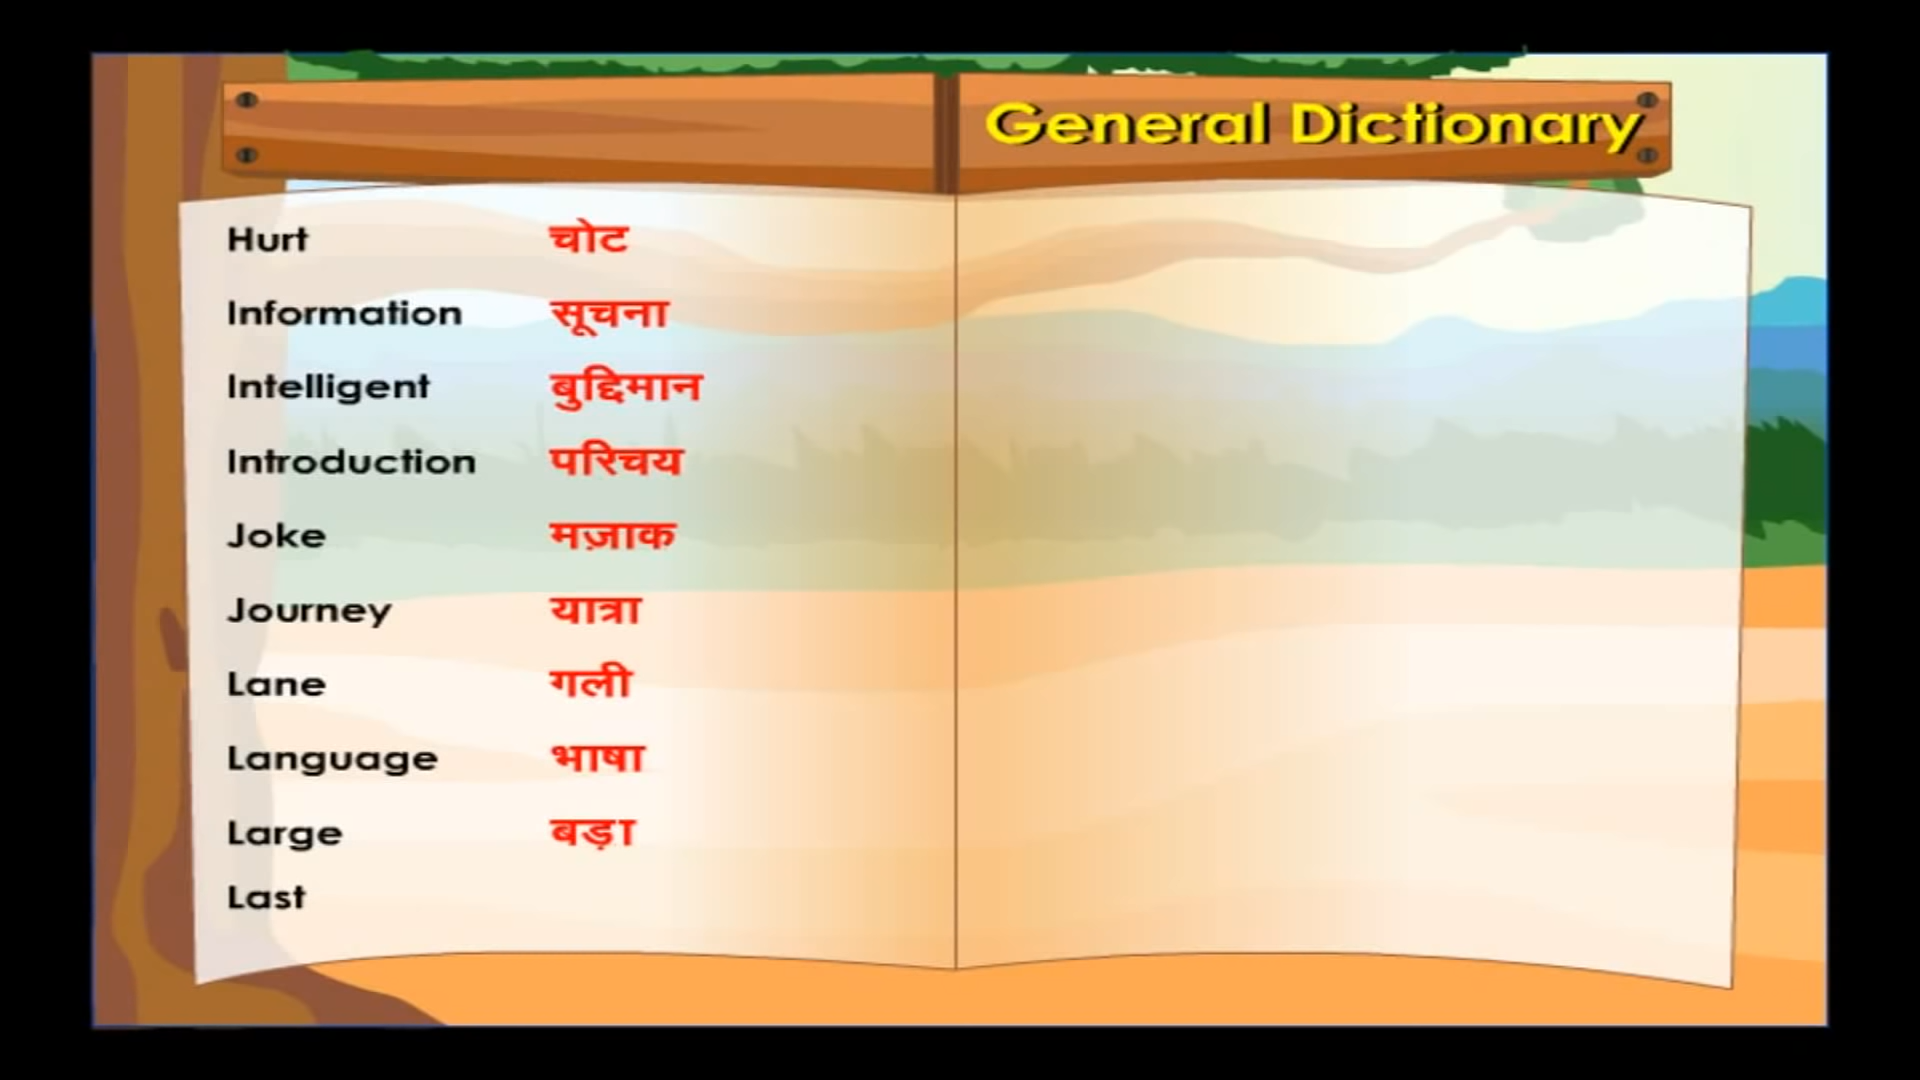 General Dictionary
Hurt चोट
Information सूचना
Intelligent बुद्दिमान
Introduction परिचय
Joke मज़ाक
Journey यात्रा
Lane गली
Language भाषा
Large बड़ा
Last